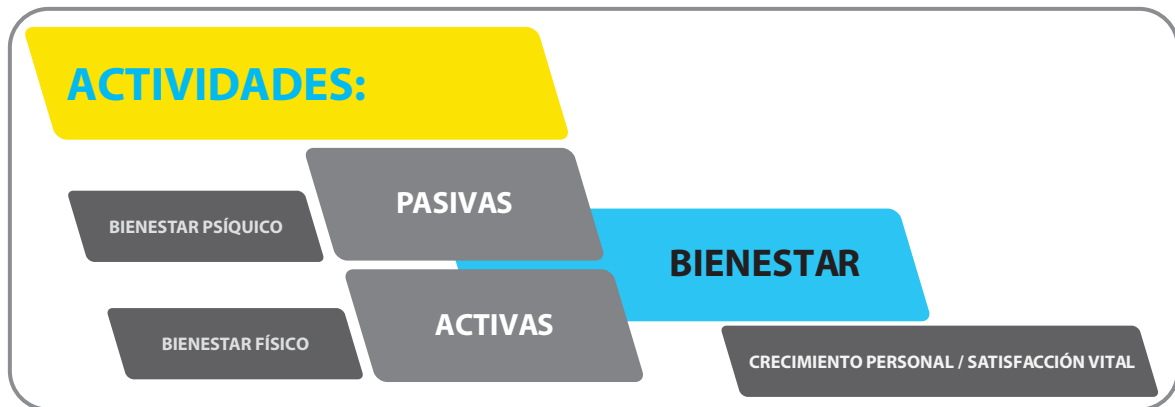 ACTIVIDADES:
PASIVAS
BIENESTAR PSÍQUICO
BIENESTAR
ACTIVAS
BIENESTAR FÍSICO
CRECIMIENTO PERSONAL / SATISFACCIÓN VITAL